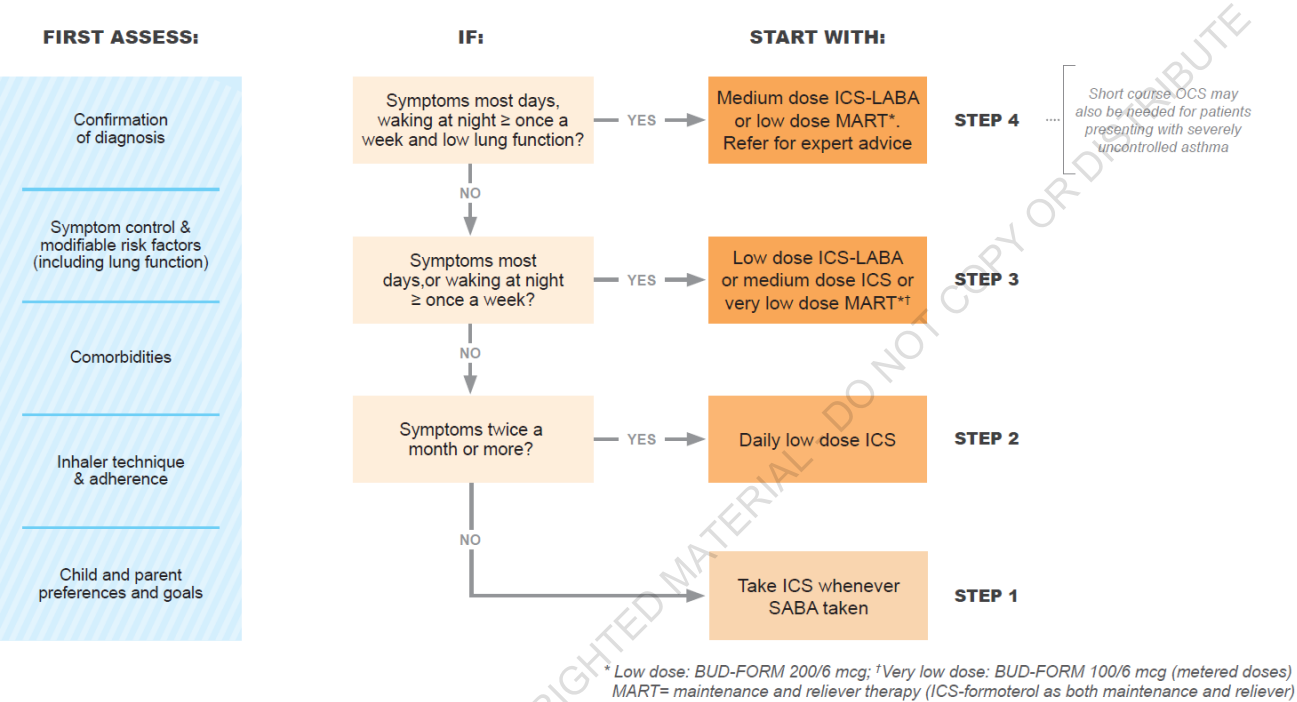 FIRST ASSESS:
IF:
START WITH:
Confirmation
of diagnosis
Symptom control &
modifiable risk factors
(including lung function)
Comorbidities
Inhaler technique
& adherence
Child and parent
preferences and goals
Symptoms most days,
waking at night ≥ once a
week and low lung function?
YES
Medium dose ICS-LABA
or low dose MART*.
Refer for expert advice
STEP 4
Short course OCS may
also be needed for patients
presenting with severely
uncontrolled asthma
NO
Symptoms most
days,or waking at night
≥ once a week?
YES
Low dose ICS-LABA
or medium dose ICS or
very low dose MART*†
STEP 3
NO
Symptoms twice a
month or more?
YES
Daily low dose ICS
STEP 2
NO
Take ICS whenever
SABA taken
STEP 1
* Low dose: BUD-FORM 200/6 mcg; †Very low dose: BUD-FORM 100/6 mcg (metered doses)
MART= maintenance and reliever therapy (ICS-formoterol as both maintenance and reliever)
RIGHTED MATERIAL - DO NOT COPY OR DISTRIBUTE